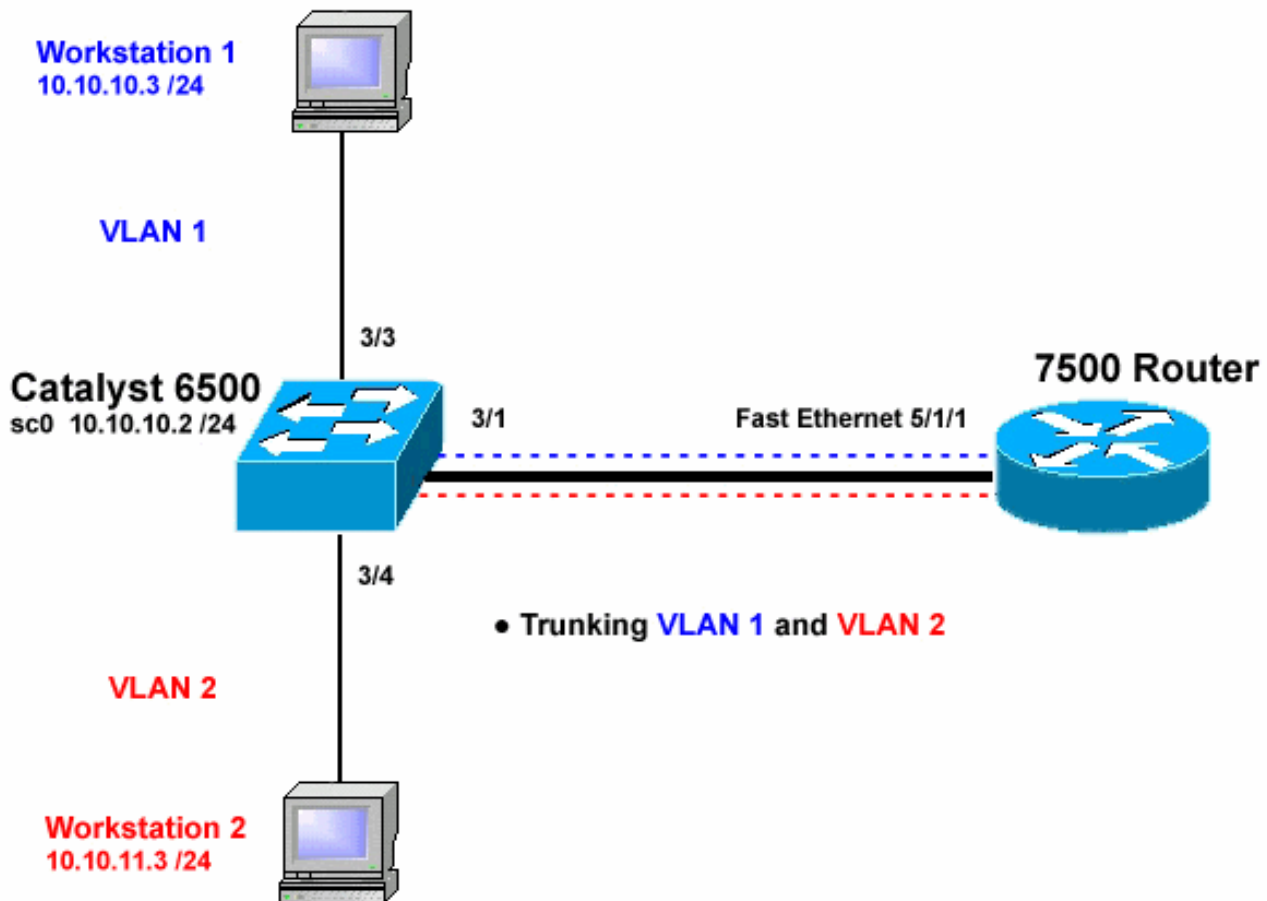 Workstation 1
10.10.10.3 /24
VLAN 1
3/3
Catalyst 6500
sc0 10.10.10.2 /24
3/1
Fast Ethernet 5/1/1
7500 Router
3/4
• Trunking VLAN 1 and VLAN 2
VLAN 2
Workstation 2
10.10.11.3 /24